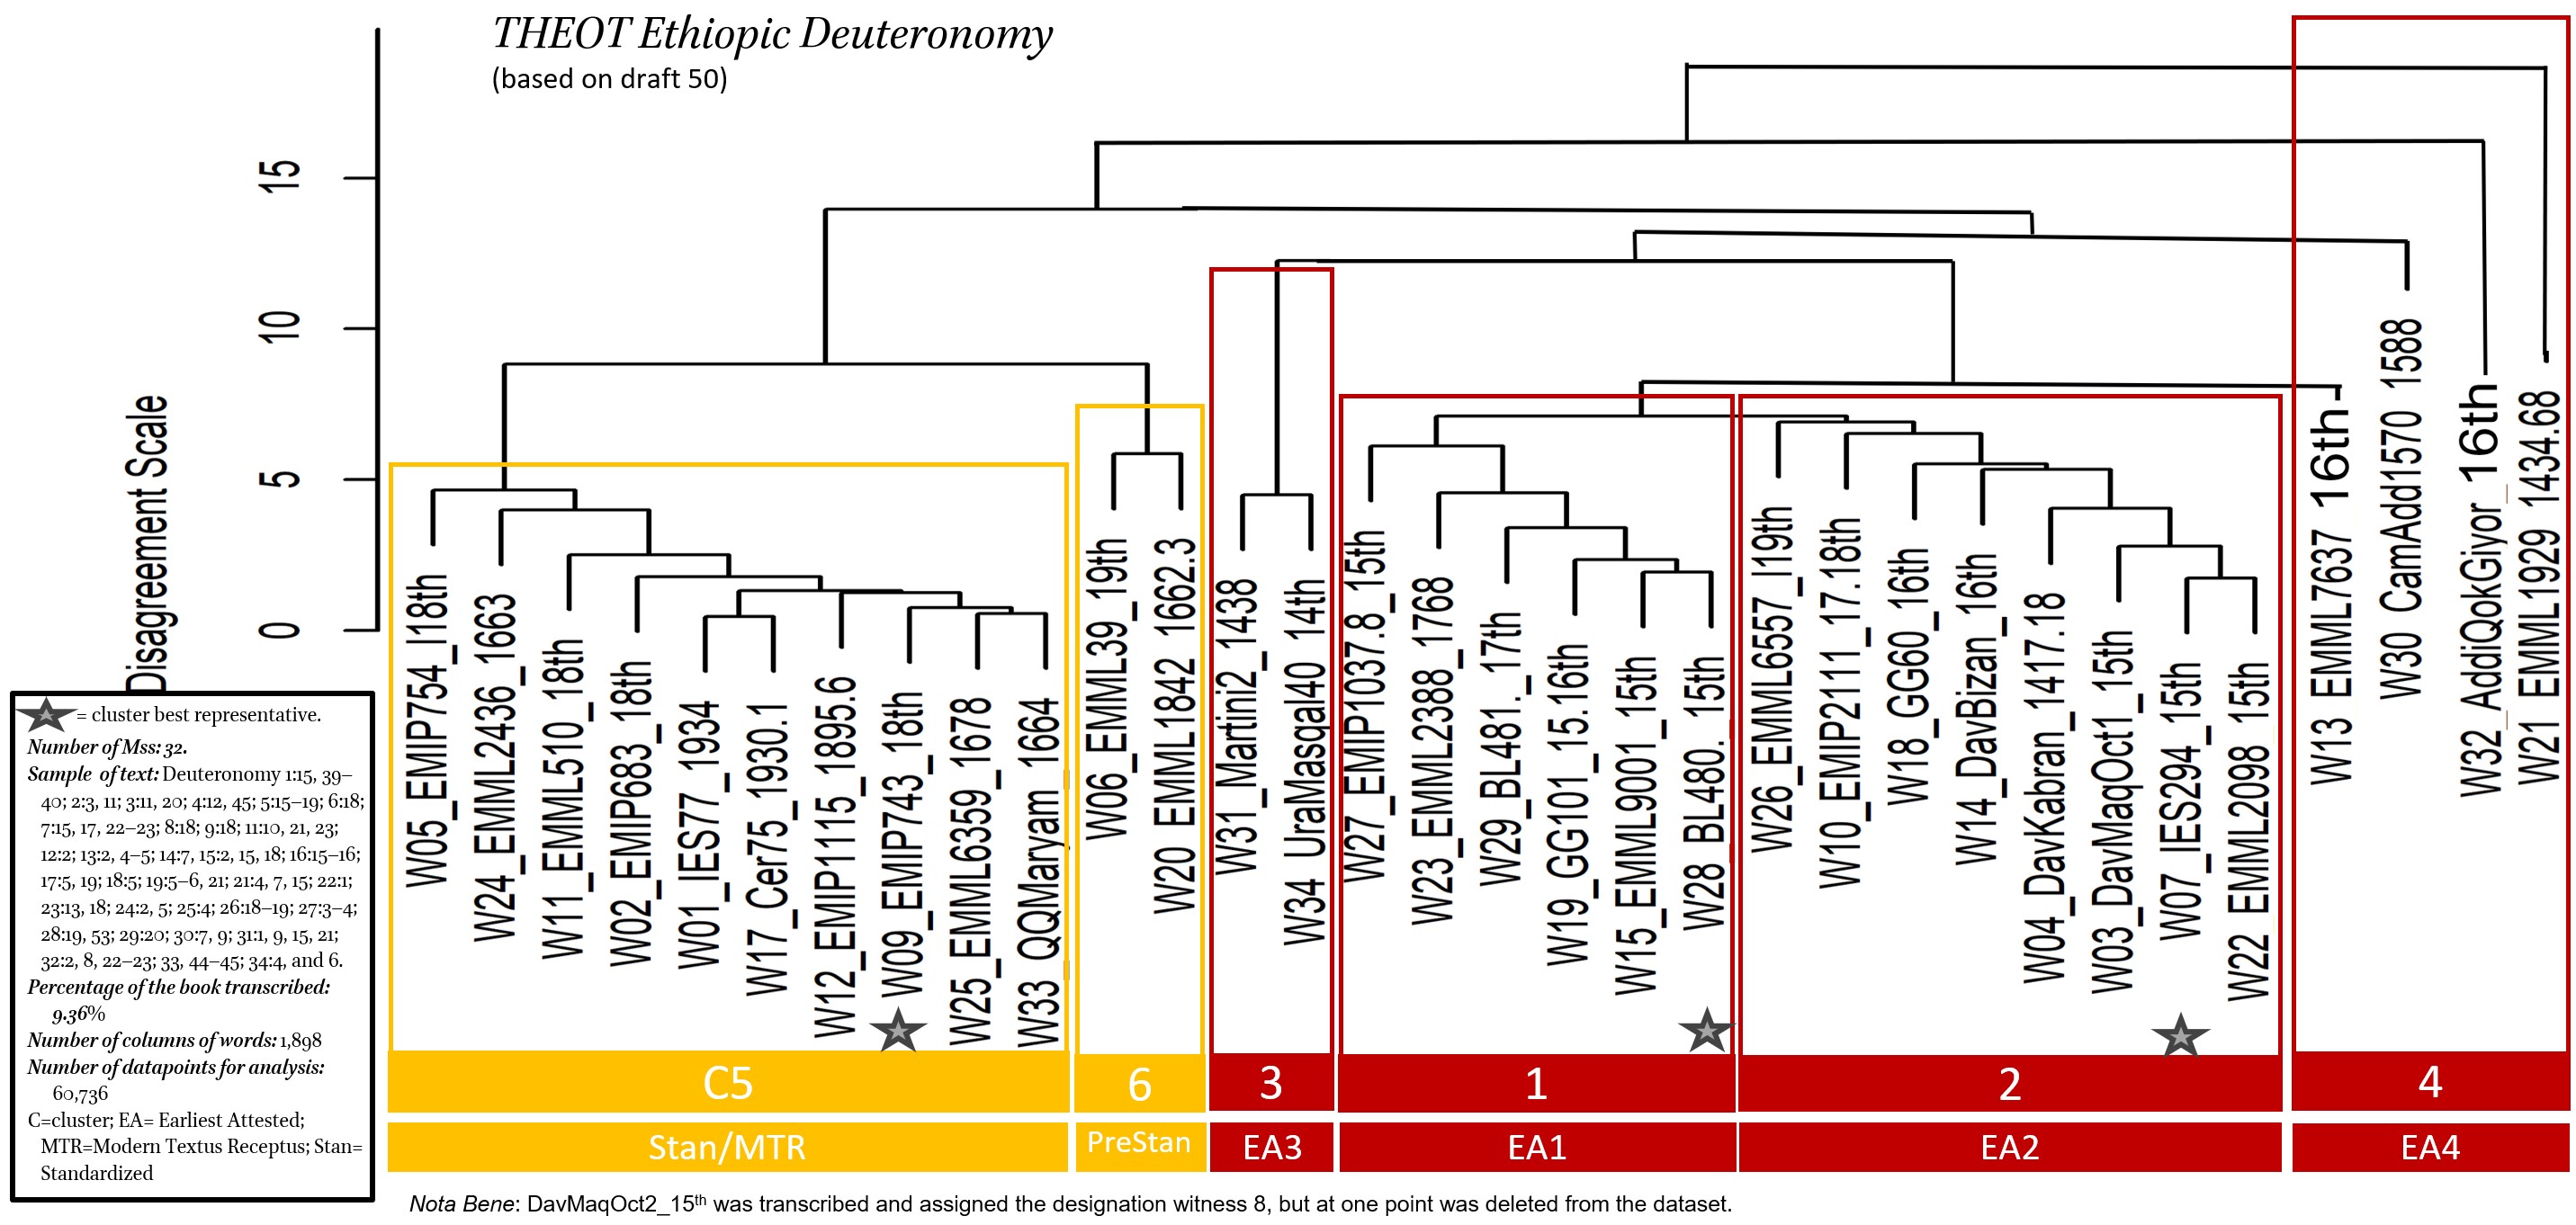 THEOT Ethiopic Deuteronomy
(based on draft 50)
Disagreement Scale
15
10
5
0
W05_EMIP754_l18th
W24_EMML2436_1663
W11_EMML510_18th
W02_EMIP683_18th
W01_IES77_1934
W17_Cer75_1930.1
W12_EMIP1115_1895.6
W09_EMIP743_18th
W25_EMML6359_1678
W33_QQMaryam_1664
W06_EMML39_19th
W20_EMML1842_1662.3
W31_Martini2_1438
W34_UraMasqal40_14th
W27_EMIP1037.8_15th
W23_EMML2388_1768
W29_BL481._17th
W19_GG101_15.16th
W15_EMML9001_15th
W28_BL480._15th
W26_EMML6557_l19th
W10_EMIP2111_17.18th
W18_GG60_16th
W14_DavBizan_16th
W04_DavKabran_1417.18
W03_DavMaqOct1_15th
W07_IES294_15th
W22_EMML2098_15th
W13_EMML7637_16th
W30_CamAdd1570_1588
W32_AddiQokGiyor_16th
W21_EMML1929_1434.68
= cluster best representative.
Number of Mss: 32.
Sample of text: Deuteronomy 1:15, 39–
40; 2:3, 11; 3:11, 20; 4:12, 45; 5:15–19; 6:18;
7:15, 17, 22–23; 8:18; 9:18; 11:10, 21, 23;
12:2; 13:2, 4–5; 14:7, 15:2, 15, 18; 16:15–16;
17:5, 19; 18:5; 19:5–6, 21; 21:4, 7, 15; 22:1;
23:13, 18; 24:2, 5; 25:4; 26:18–19; 27:3–4;
28:19, 53; 29:20; 30:7, 9; 31:1, 9, 15, 21;
32:2, 8, 22–23; 33, 44–45; 34:4, and 6.
Percentage of the book transcribed:
9.36%
Number of columns of words: 1,898
Number of datapoints for analysis:
60,736
C=cluster; EA= Earliest Attested;
MTR=Modern Textus Receptus; Stan=
Standardized
C5
6
3
1
2
4
Stan/MTR
PreStan
EA3
EA1
EA2
EA4
Nota Bene: DavMaqOct2_15th was transcribed and assigned the designation witness 8, but at one point was deleted from the dataset.